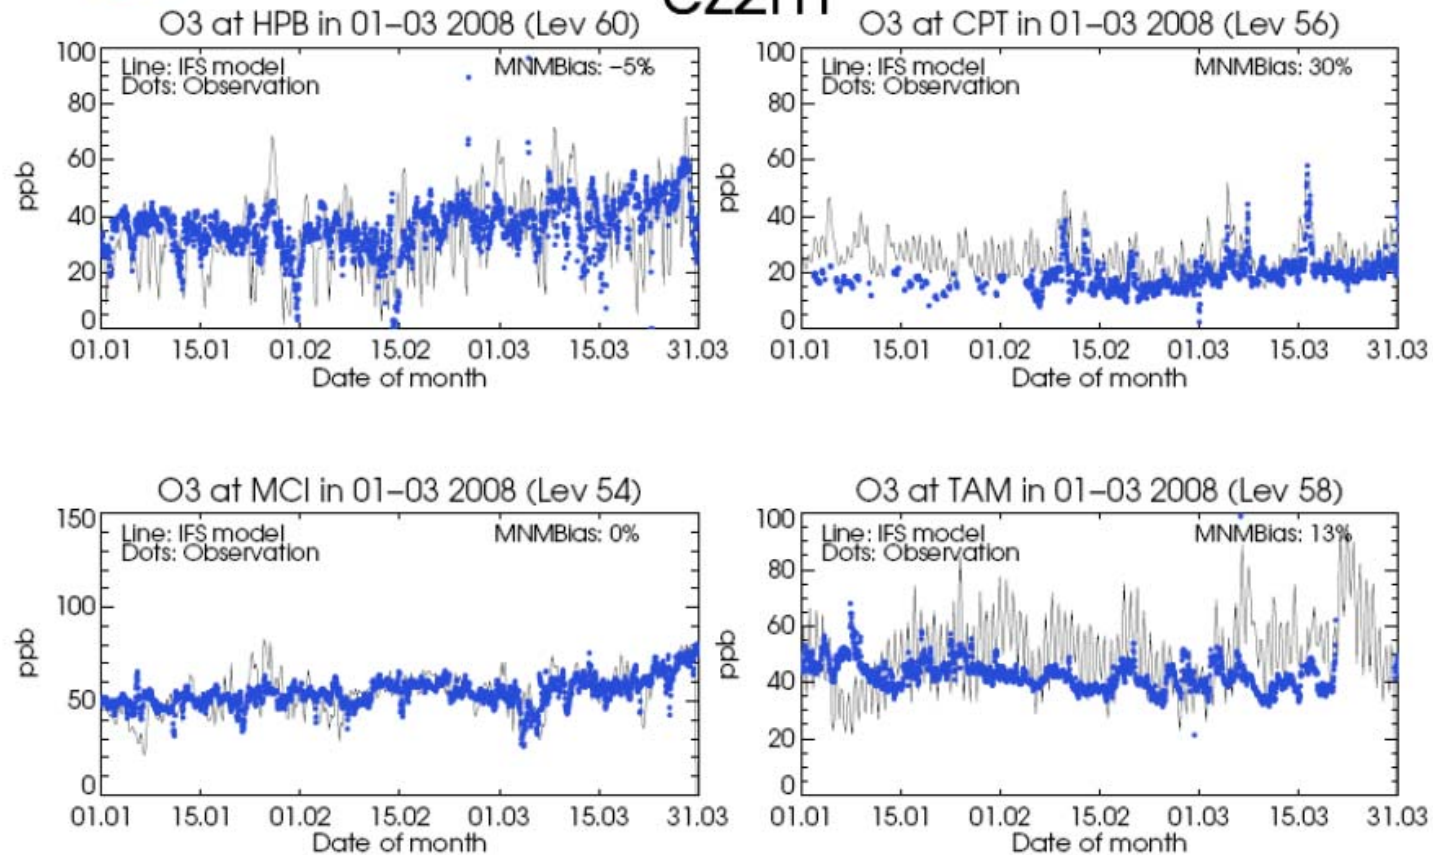 O3 at HPB in 01–03 2008 (Lev 60)
Line: IFS model
MNMBias: –5%
Dots: Observation
100
80
60
40
20
0
ppb
01.01 15.01 01.02 15.02 01.03 15.03 31.03
Date of month
O3 at CPT in 01–03 2008 (Lev 56)
Line: IFS model
MNMBias: 30%
Dots: Observation
100
80
60
40
20
0
ppb
01.01 15.01 01.02 15.02 01.03 15.03 31.03
Date of month
O3 at MCI in 01–03 2008 (Lev 54)
Line: IFS model
MNMBias: 0%
Dots: Observation
150
100
50
0
ppb
01.01 15.01 01.02 15.02 01.03 15.03 31.03
Date of month
O3 at TAM in 01–03 2008 (Lev 58)
Line: IFS model
MNMBias: 13%
Dots: Observation
100
80
60
40
20
0
ppb
01.01 15.01 01.02 15.02 01.03 15.03 31.03
Date of month